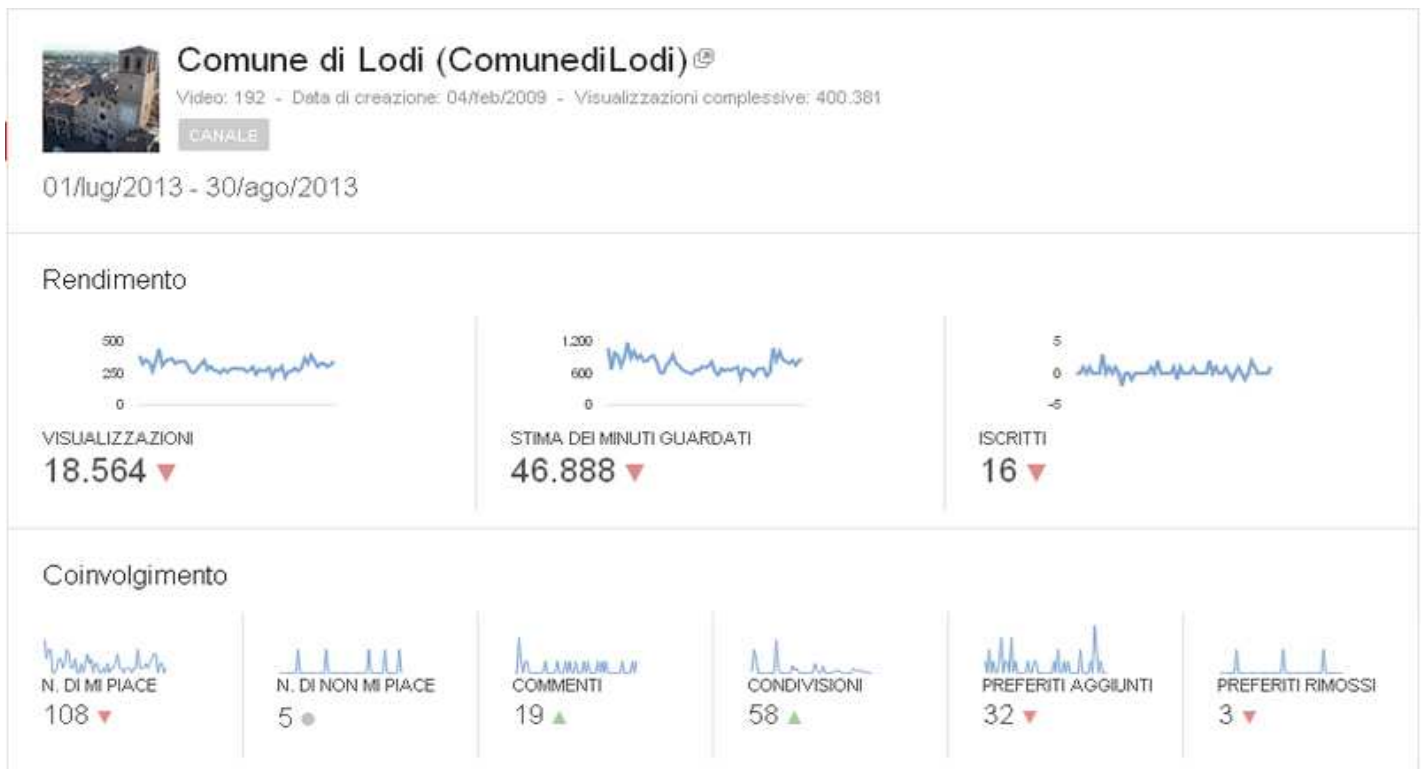 Comune di Lodi (ComunediLodi)
Video: 192 - Data di creazione: 04/feb/2009 - Visualizzazioni complessive: 400.381
CANALE
01/lug/2013 - 30/ago/2013
Rendimento
500
250
0
VISUALIZZAZIONI
18.564
1.200
600
0
STIMA DEI MINUTI GUARDATI
46.888
5
0
-5
ISCRITTI
16
Coinvolgimento
N. DI MI PIACE
108
N. DI NON MI PIACE
5
COMMENTI
19
CONDIVISIONI
58
PREFERITI AGGIUNTI
32
PREFERITI RIMOSSI
3